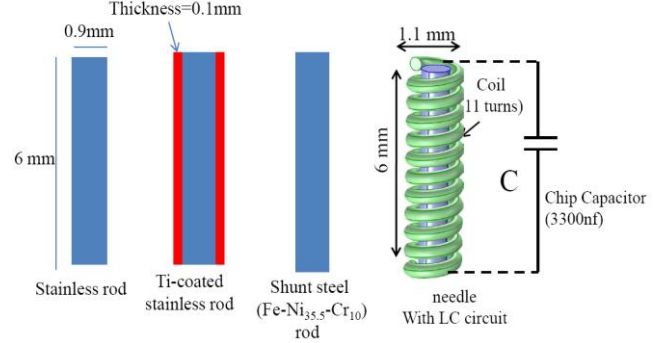 Thickness=0.1mm
0.9mm
6 mm
Stainless rod
Ti-coated
stainless rod
Shunt steel
(Fe-Ni35.5-Cr10)
rod
1.1 mm
6 mm
Coil
11 turns)
C
Chip Capacitor
(3300nf)
needle
With LC circuit